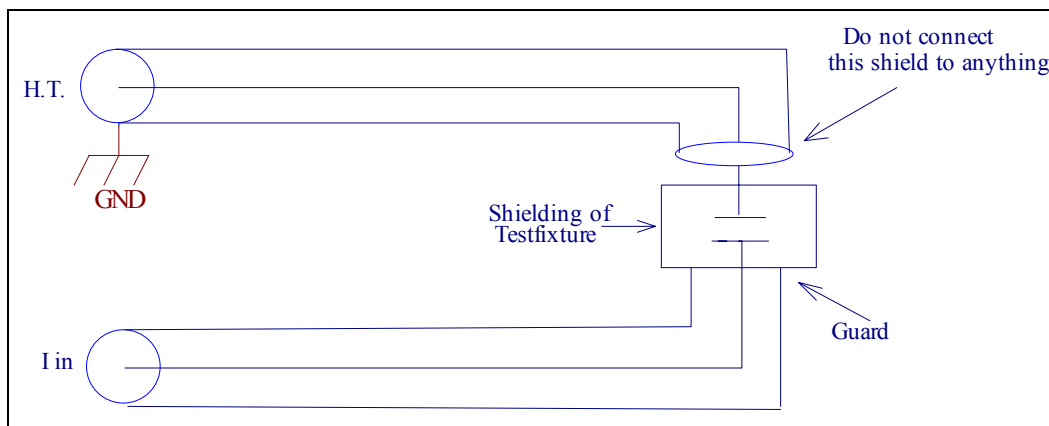 Do not connect
this shield to anything
H.T.
GND
Shielding of
Testfixture
Guard
I in